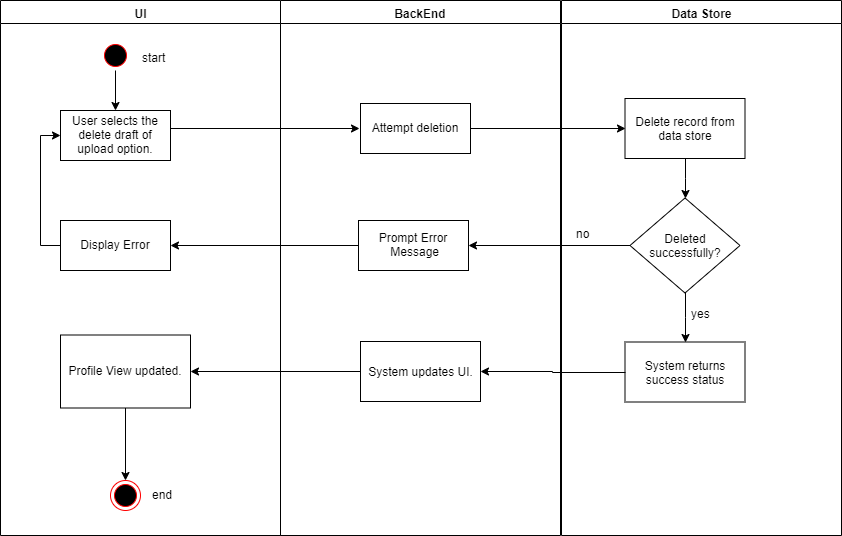 UI
BackEnd
Data Store
start
User selects the
delete draft of
upload option.
Attempt deletion
Delete record from
data store
Display Error
Prompt Error
Message
no
Deleted
successfully?
yes
Profile View updated.
System updates UI.
System returns
success status
end